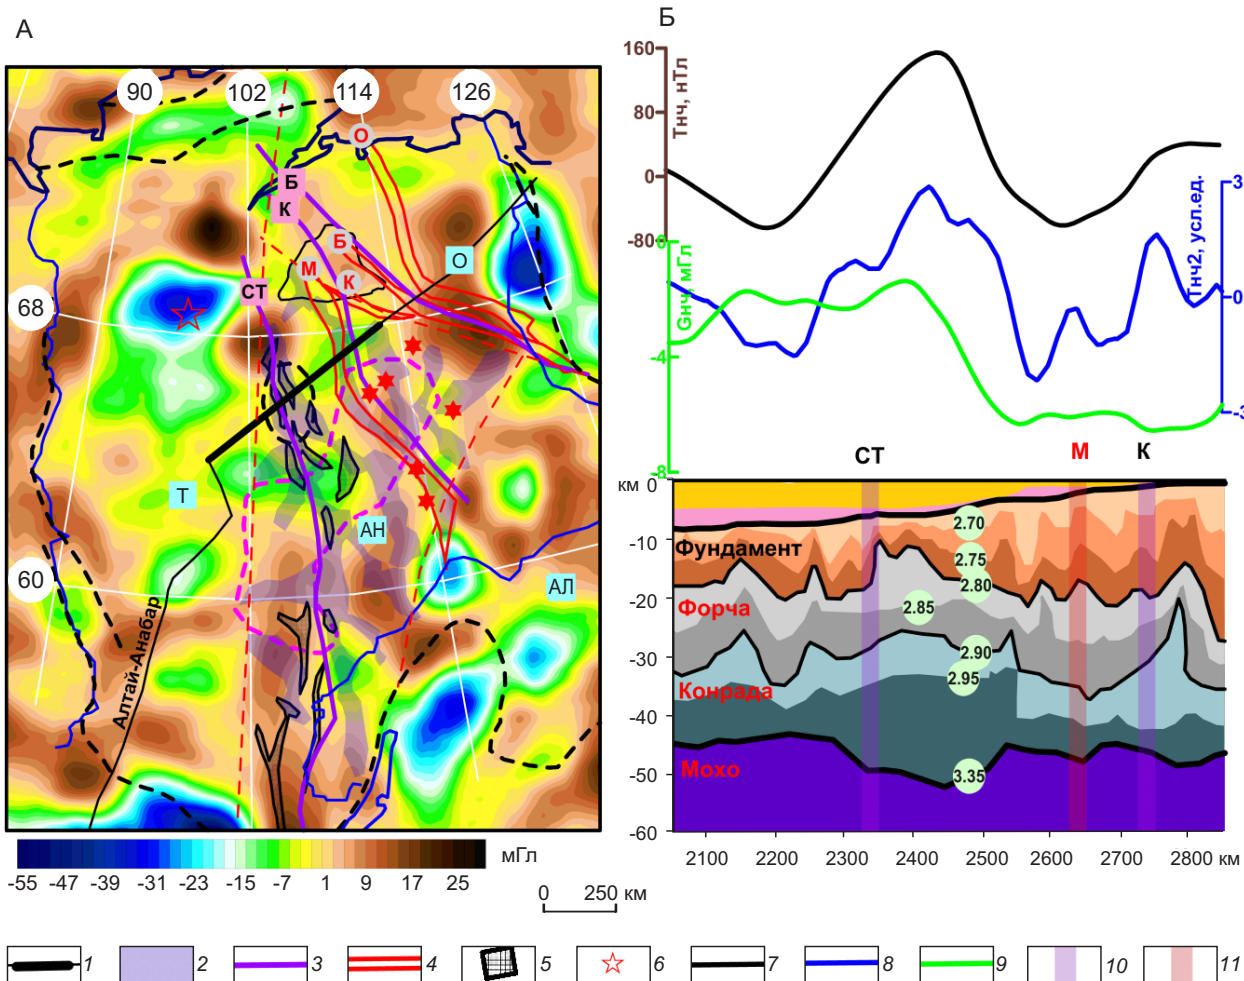 А
Б
90
102
114
126
О
Б
К
Б
М
К
О
СТ
68
Т
АН
АЛ
60
Алтай-Анабар
-55 -47 -39 -31 -23 -15 -7 1 9 17 25
мГл
0 250 км
160
80
0
-80
Тнч, нТл
0
-4
-8
Gнч, мГл
3
0
-3
Тнч2, усл.ед.
СТ
М
К
км 0
-10
-20
-30
-40
-50
-60
Фундамент
Форча
Конрада
Мохо
2.70
2.75
2.80
2.85
2.90
2.95
3.35
2100 2200 2300 2400 2500 2600 2700 2800 км
1 2 3 4 5 6 7 8 9 10 11